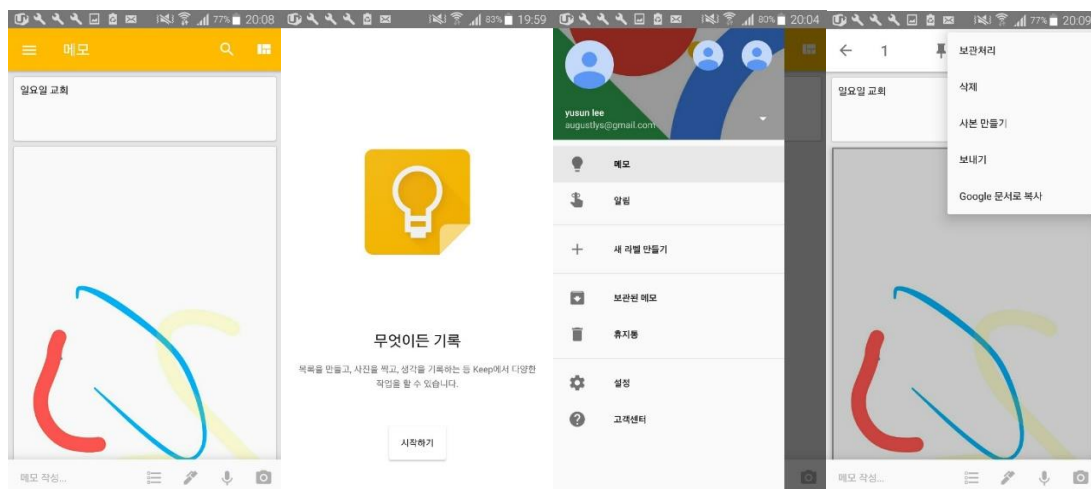 77% 20:08
메모
일요일 교회
메모 작성...
83% 19:59
무엇이든 기록
목록을 만들고, 사진을 찍고, 생각을 기록하는 등 Keep에서 다양한
작업을 할 수 있습니다.
시작하기
80% 20:04
yusun lee
augustlys@gmail.com
메모
알림
새 라벨 만들기
보관된 메모
휴지통
설정
고객센터
77% 20:09
1
보관처리
삭제
사본 만들기
보내기
Google 문서로 복사
일요일 교회
메모 작성...